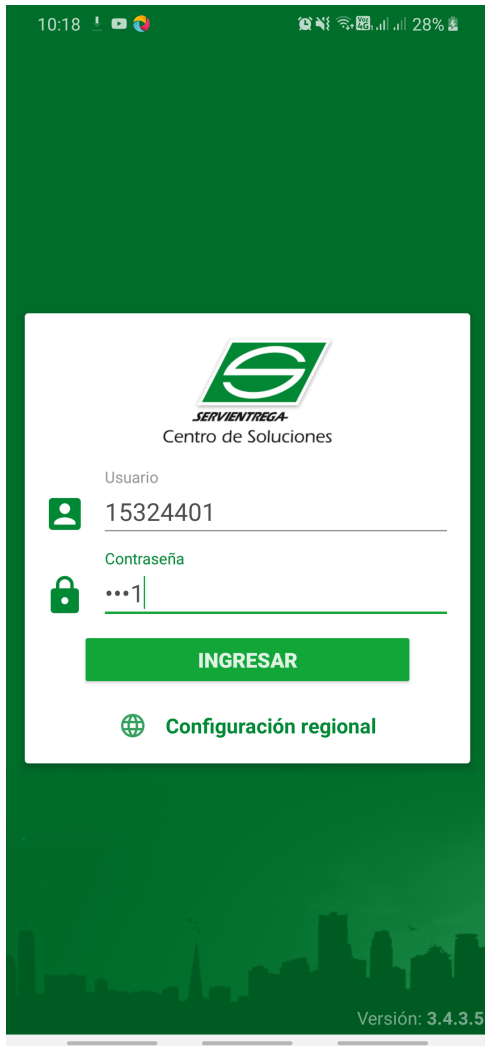 10:18 28%
SERVIENTREGA
Centro de Soluciones
Usuario
15324401
Contraseña
•••1
INGRESAR
Configuración regional
Versión: 3.4.3.5